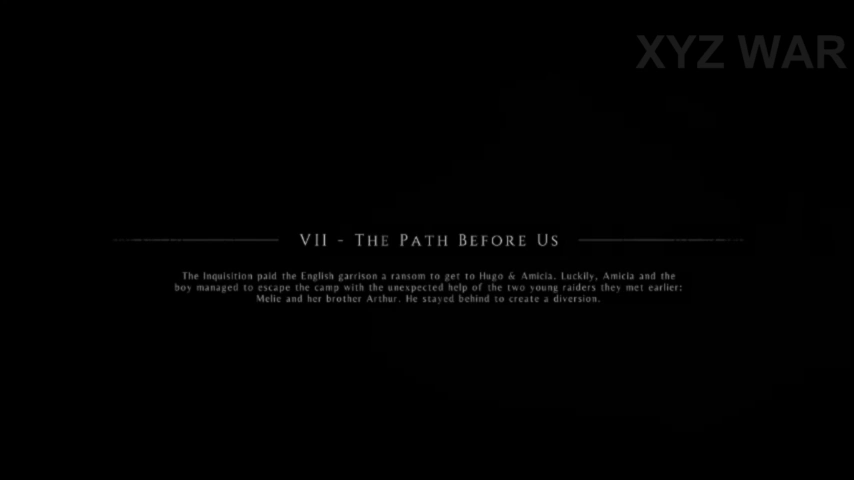 XYZ WAR
VII - The Path Before Us
The Inquisition paid the English garrison a ransom to get to Hugo & Amicia. Luckily, Amicia and the
boy managed to escape the camp with the unexpected help of the two young raiders they met earlier:
Melie and her brother Arthur. He stayed behind to create a diversion.